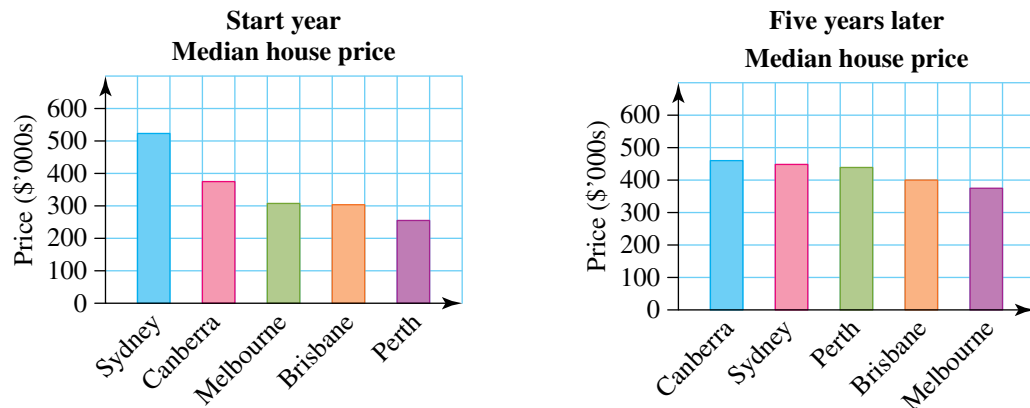 Start year
Median house price
Price ($'000s)
600
500
400
300
200
100
0
Sydney
Canberra
Melbourne
Brisbane
Perth
Five years later
Median house price
Price ($'000s)
600
500
400
300
200
100
0
Canberra
Sydney
Perth
Brisbane
Melbourne